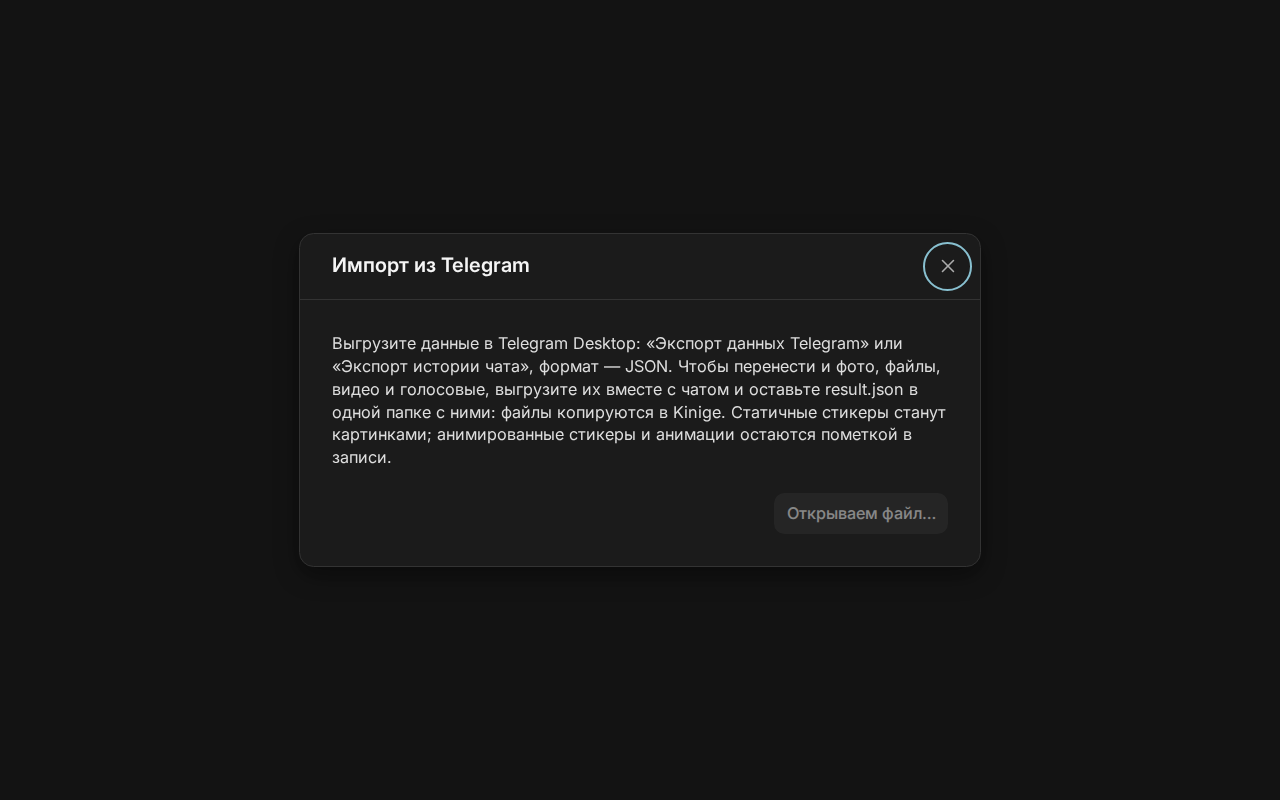 Импорт из Telegram
Выгрузите данные в Telegram Desktop: «Экспорт данных Telegram» или
«Экспорт истории чата», формат — JSON. Чтобы перенести и фото, файлы,
видео и голосовые, выгрузите их вместе с чатом и оставьте result.json в
одной папке с ними: файлы копируются в Kinige. Статичные стикеры станут
картинками; анимированные стикеры и анимации остаются пометкой в
записи.
Открываем файл…